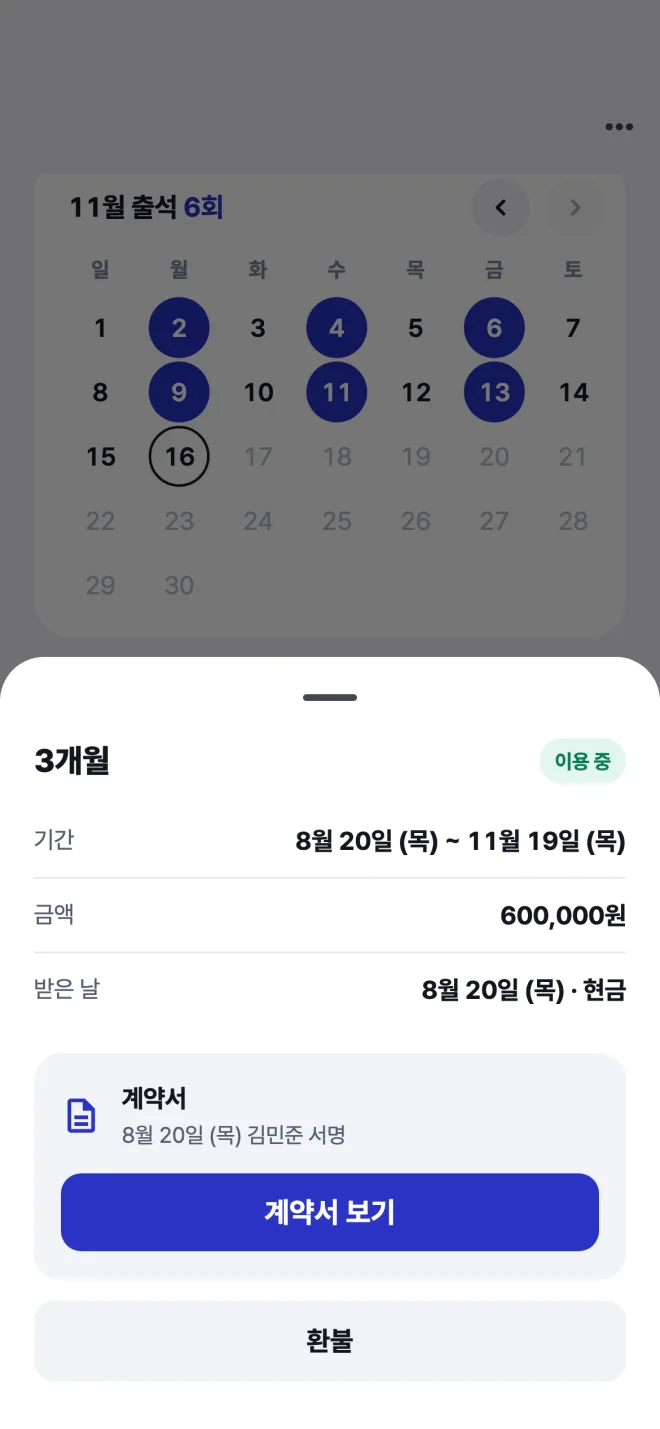 •••
11월 출석 6회
일 월 화 수 목 금 토
1 2 3 4 5 6 7
8 9 10 11 12 13 14
15 16 17 18 19 20 21
22 23 24 25 26 27 28
29 30
3개월 이용 중
기간 8월 20일 (목) ~ 11월 19일 (목)
금액 600,000원
받은 날 8월 20일 (목) · 현금
계약서
8월 20일 (목) 김민준 서명
계약서 보기
환불